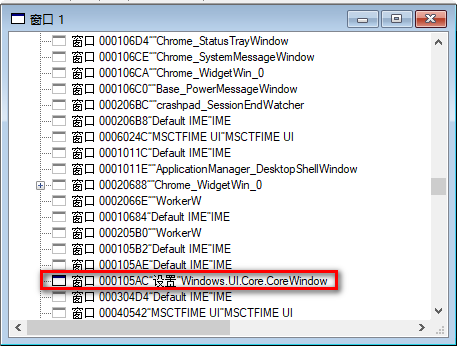 窗口 1
窗口 000106D4""Chrome_StatusTrayWindow
窗口 000106CE""Chrome_SystemMessageWindow
窗口 000106CA""Chrome_WidgetWin_0
窗口 000106C0""Base_PowerMessageWindow
窗口 000206BC""crashpad_SessionEndWatcher
窗口 000206B8"Default IME"IME
窗口 0006024C"MSCTFIME UI"MSCTFIME UI
窗口 0001011C"Default IME"IME
窗口 0001011E""ApplicationManager_DesktopShellWindow
窗口 00020688""Chrome_WidgetWin_0
窗口 0002066E""WorkerW
窗口 00010684"Default IME"IME
窗口 000205B0""WorkerW
窗口 000105B2"Default IME"IME
窗口 000105AE"Default IME"IME
窗口 000105AC"设置"Windows.UI.Core.CoreWindow
窗口 000304D4"Default IME"IME
窗口 00040542"MSCTFIME UI"MSCTFIME UI